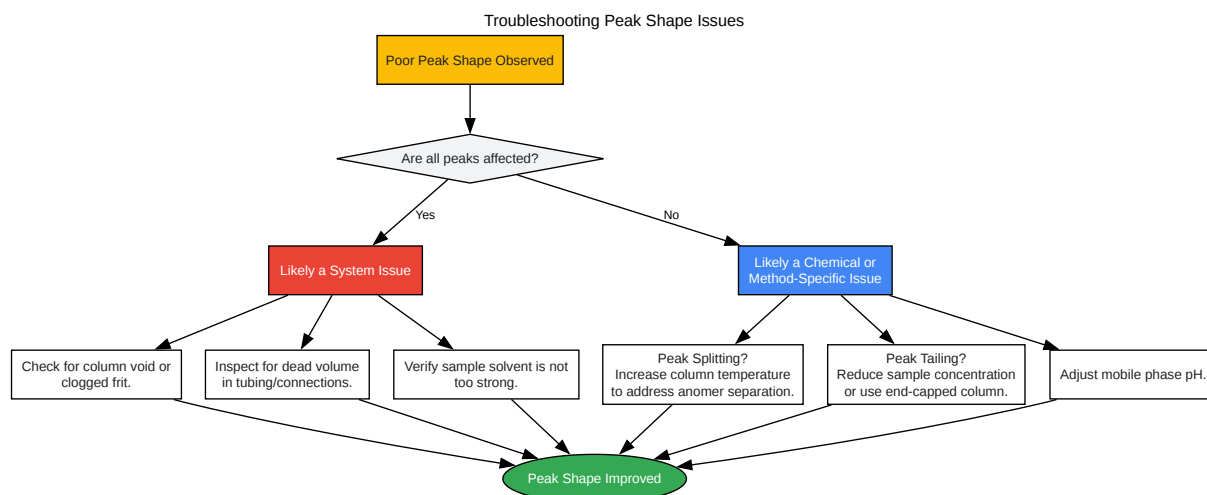 Troubleshooting Peak Shape Issues
Poor Peak Shape Observed
Are all peaks affected?
Yes
No
Likely a System Issue
Likely a Chemical or
Method-Specific Issue
Check for column void or
clogged frit.
Inspect for dead volume
in tubing/connections.
Verify sample solvent is not
too strong.
Peak Splitting?
Increase column temperature
to address anomer separation.
Peak Tailing?
Reduce sample concentration
or use end-capped column.
Adjust mobile phase pH.
Peak Shape Improved